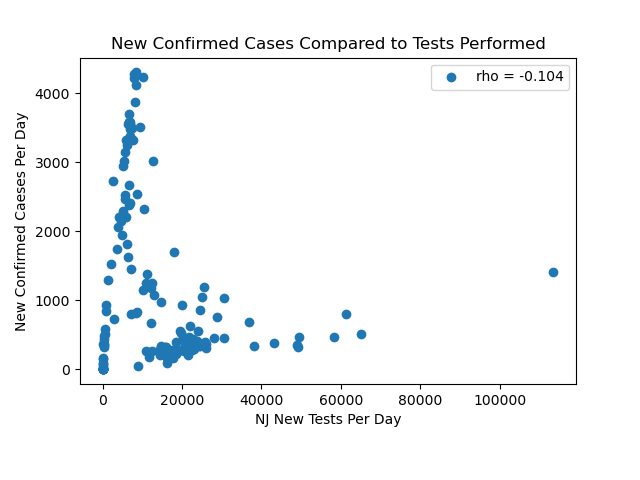 New Confirmed Cases Compared to Tests Performed
rho = -0.104
New Confirmed Caeses Per Day
4000
3000
2000
1000
0
0 20000 40000 60000 80000 100000
NJ New Tests Per Day